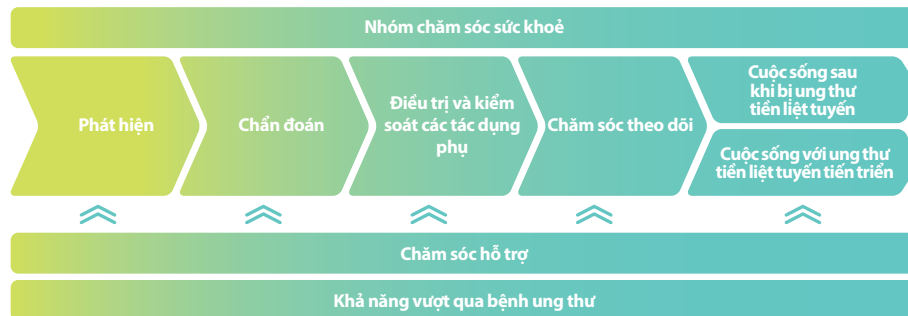 Nhóm chăm sóc sức khoẻ
Phát hiện
Chẩn đoán
Điều trị và kiểm
soát các tác dụng
phụ
Chăm sóc theo dõi
Cuộc sống sau
khi bị ung thư
tiền liệt tuyến
Cuộc sống với ung thư
tiền liệt tuyến tiến triển
Chăm sóc hỗ trợ
Khả năng vượt qua bệnh ung thư